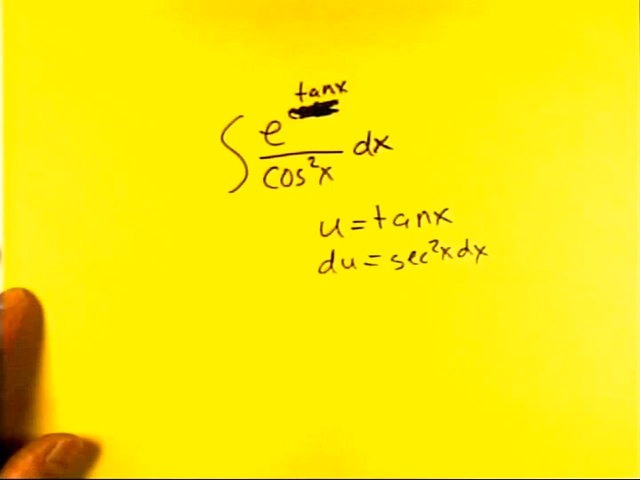 ∫ e^tanx / cos²x dx
u = tanx
du = sec²x dx